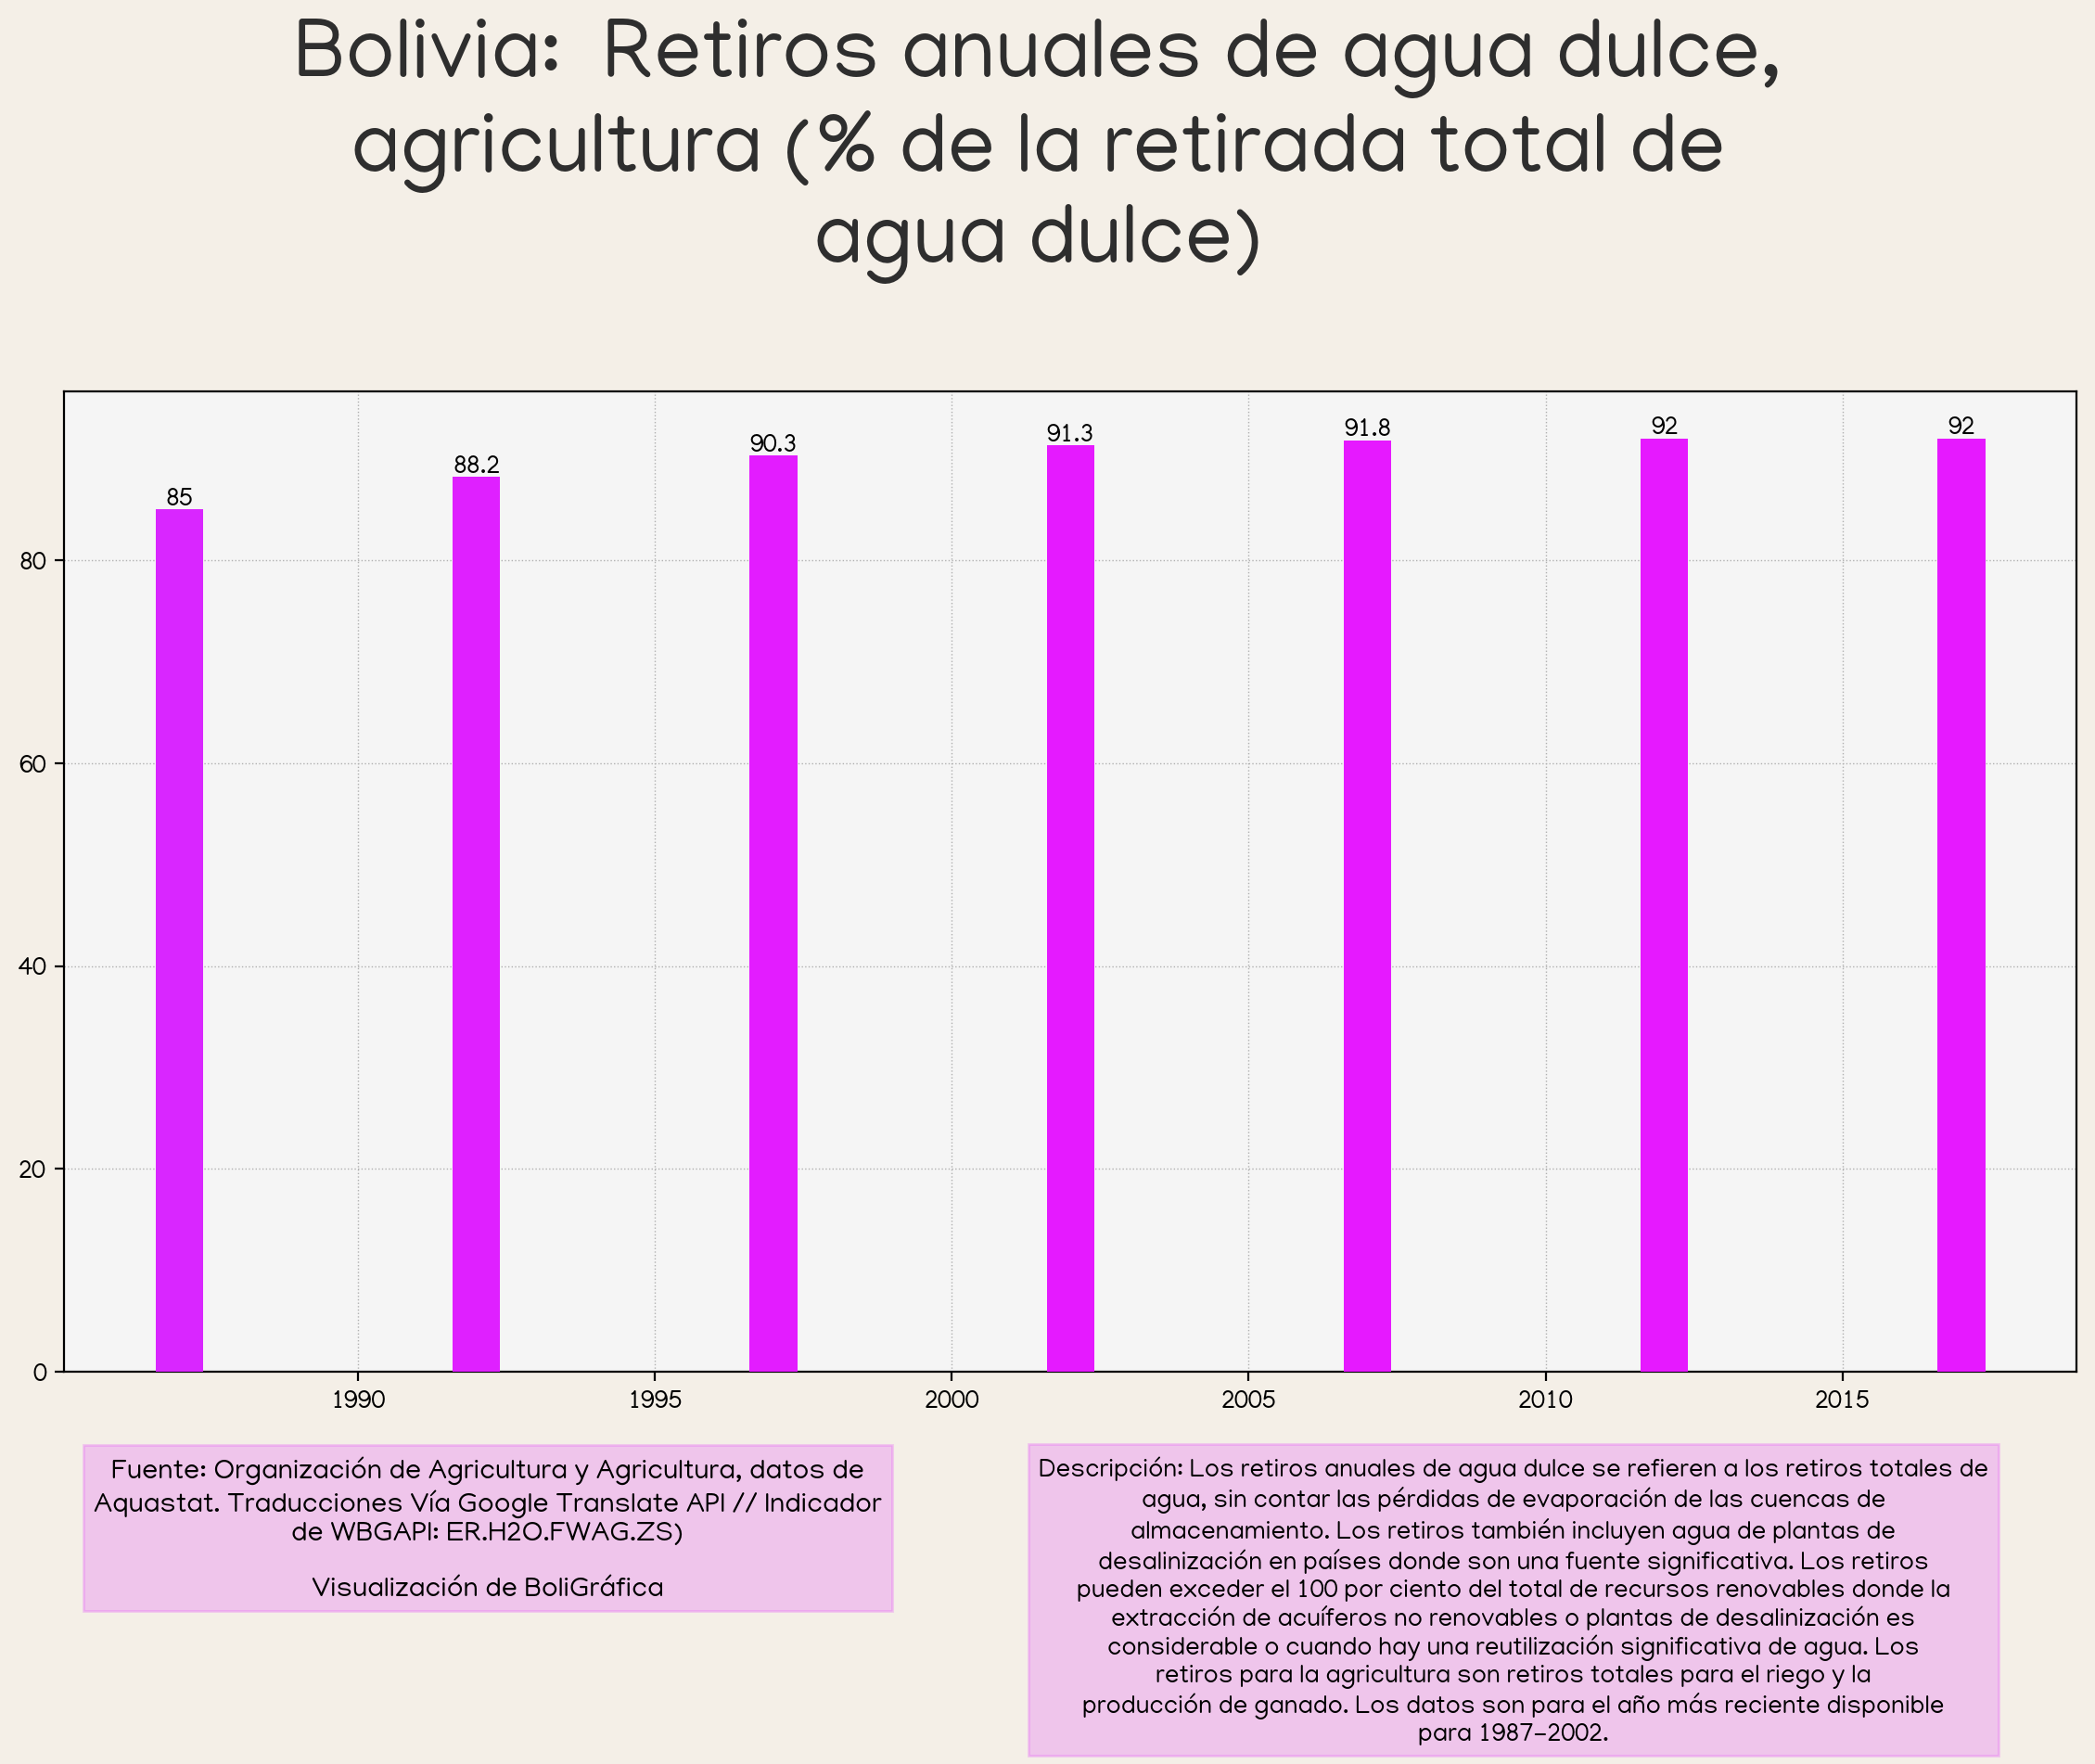 Bolivia: Retiros anuales de agua dulce,
agricultura (% de la retirada total de
agua dulce)
85
88.2
90.3
91.3
91.8
92
92
80
60
40
20
0
1990
1995
2000
2005
2010
2015
Fuente: Organización de Agricultura y Agricultura, datos de
Aquastat. Traducciones Vía Google Translate API // Indicador
de WBGAPI: ER.H2O.FWAG.ZS)
Visualización de BoliGráfica
Descripción: Los retiros anuales de agua dulce se refieren a los retiros totales de
agua, sin contar las pérdidas de evaporación de las cuencas de
almacenamiento. Los retiros también incluyen agua de plantas de
desalinización en países donde son una fuente significativa. Los retiros
pueden exceder el 100 por ciento del total de recursos renovables donde la
extracción de acuíferos no renovables o plantas de desalinización es
considerable o cuando hay una reutilización significativa de agua. Los
retiros para la agricultura son retiros totales para el riego y la
producción de ganado. Los datos son para el año más reciente disponible
para 1987–2002.